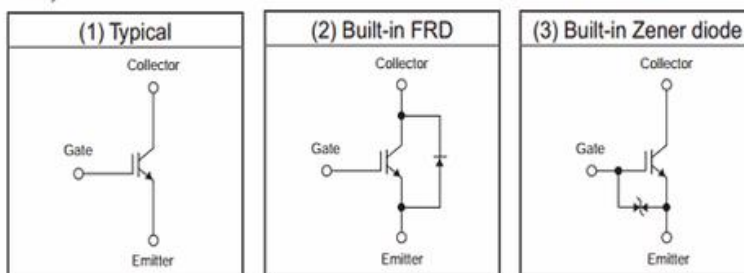 (1) Typical
Collector
Gate
Emitter
(2) Built-in FRD
Collector
Gate
Emitter
(3) Built-in Zener diode
Collector
Gate
Emitter